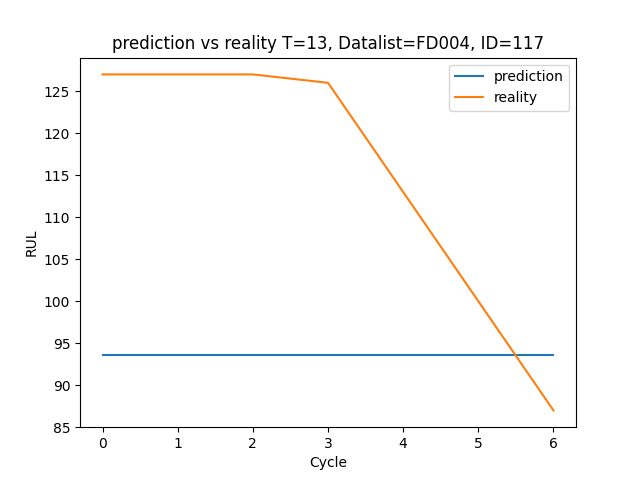 prediction vs reality T=13, Datalist=FD004, ID=117
prediction
reality
RUL
125
120
115
110
105
100
95
90
85
0 1 2 3 4 5 6
Cycle